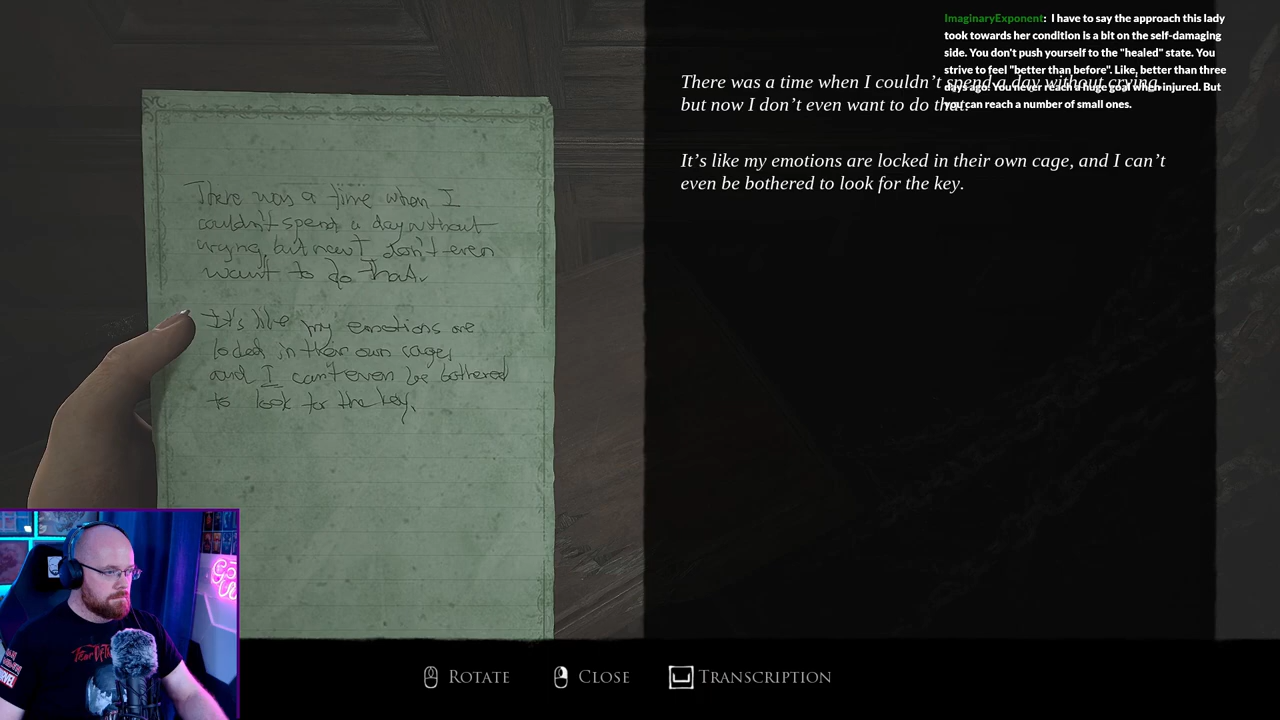 ImaginaryExponent: I have to say the approach this lady
took towards her condition is a bit on the self-damaging
side. You don't push yourself to the "healed" state. You
strive to feel "better than before". Like, better than three
days ago. You never reach a huge goal when injured. But
you can reach a number of small ones.
There was a time when I couldn't spend a day without crying,
but now I don't even want to do that.
It's like my emotions are locked in their own cage, and I can't
even be bothered to look for the key.
There was a time when I
couldn't spend a day without
crying, but now I don't even
want to do that.
It's like my emotions are
locked in their own cage,
and I can't even be bothered
to look for the key.
ROTATE
CLOSE
TRANSCRIPTION